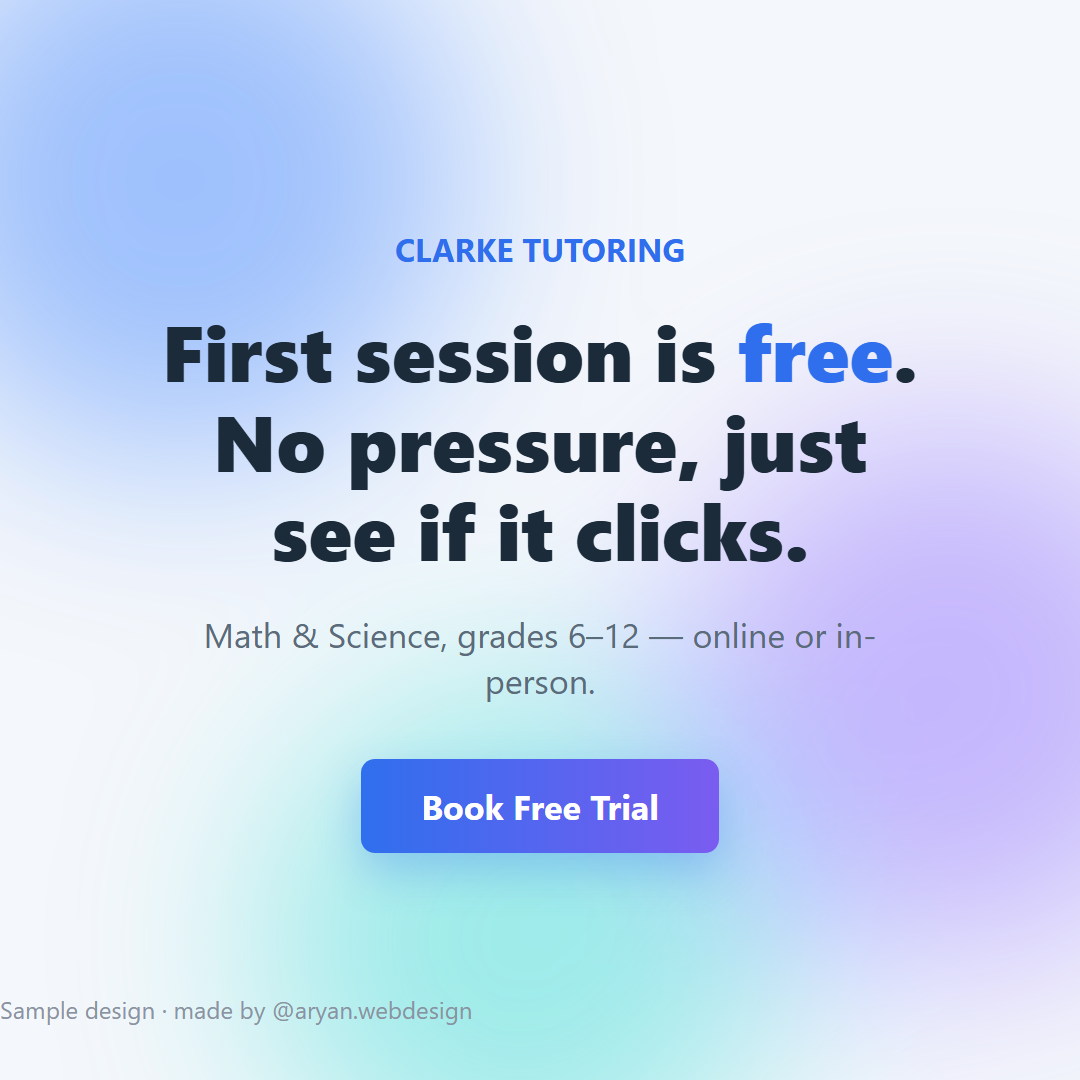 CLARKE TUTORING
First session is free.
No pressure, just
see if it clicks.
Math & Science, grades 6–12 — online or in-
person.
Book Free Trial
Sample design · made by @aryan.webdesign